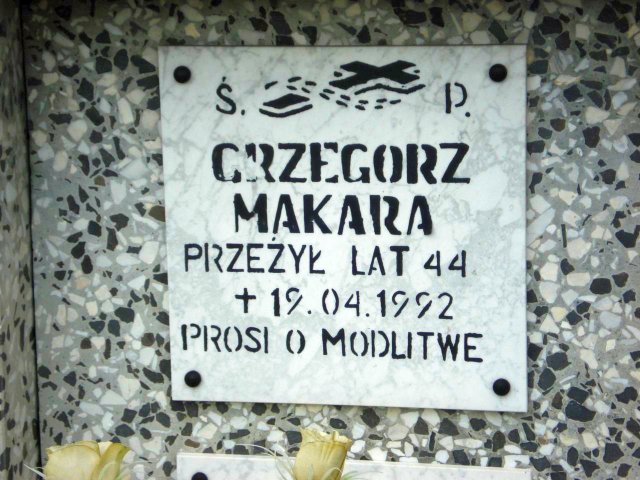 Ś. P.
GRZEGORZ
MAKARA
PRZEŻYŁ LAT 44
+ 19.04.1992
PROSI O MODLITWE